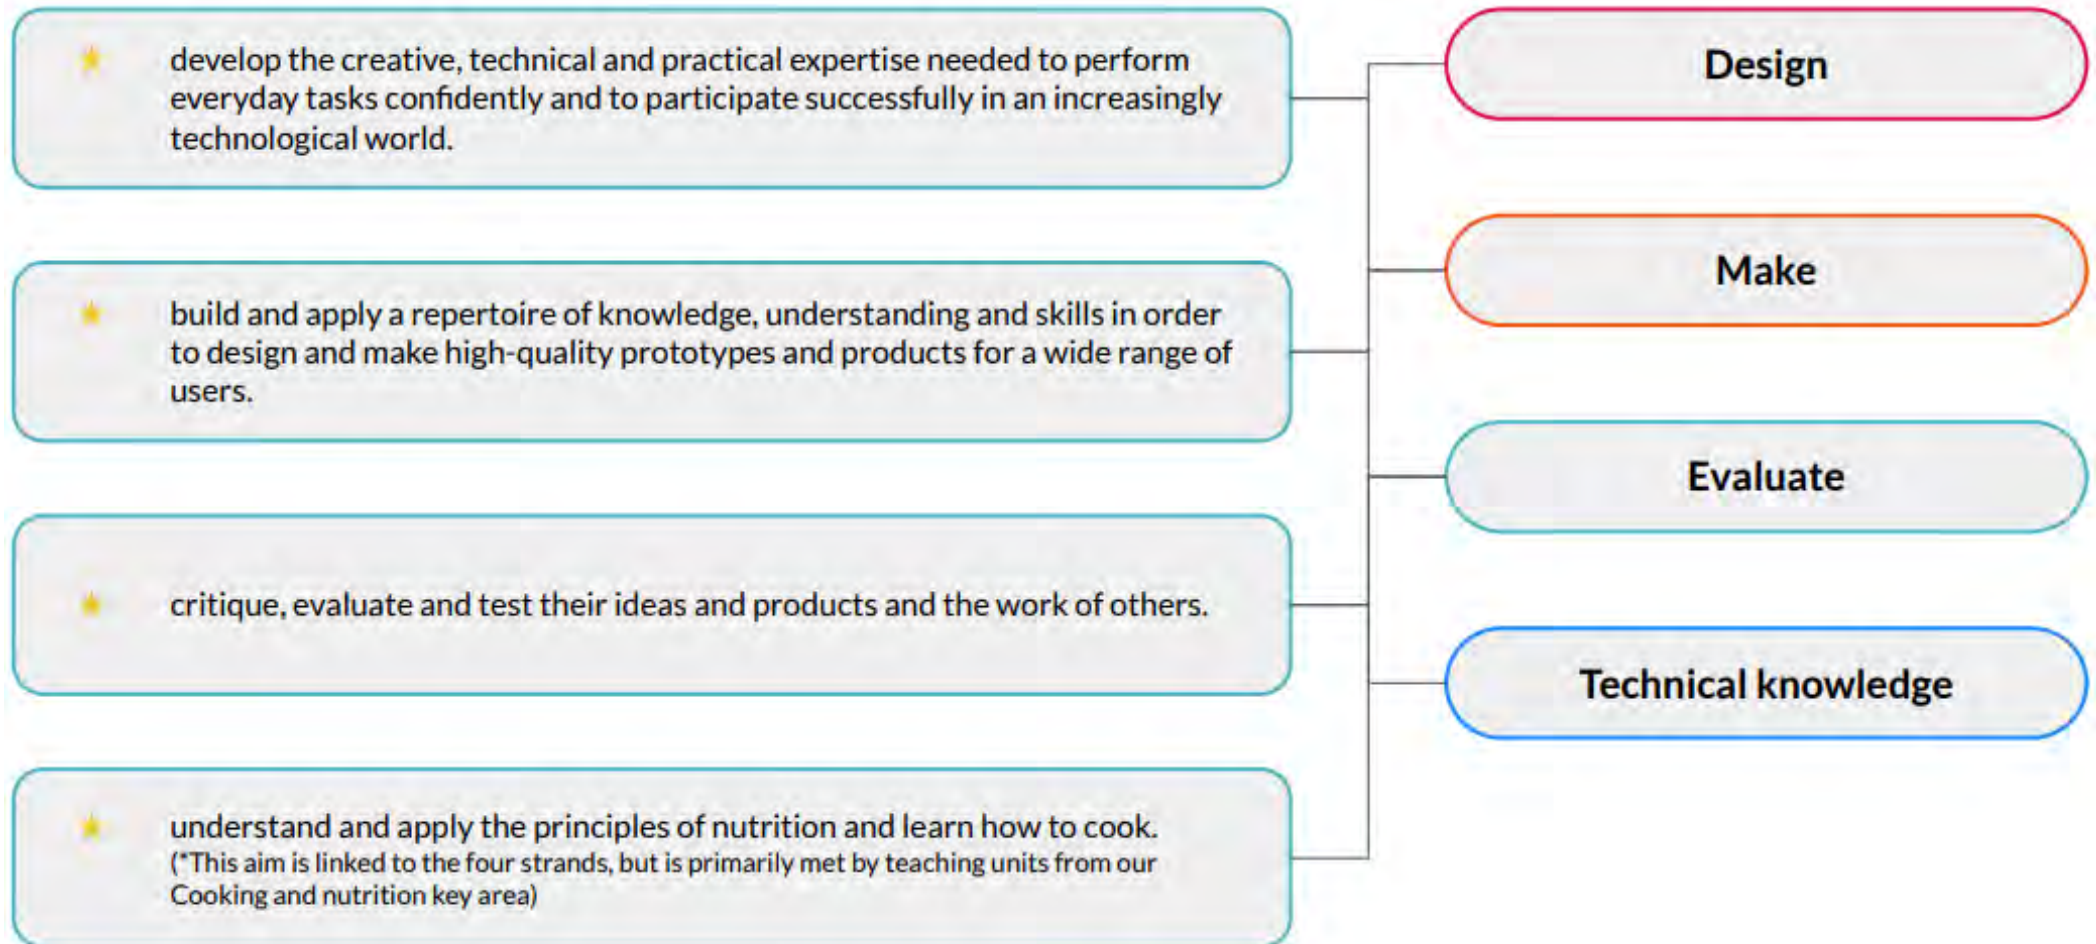 develop the creative, technical and practical expertise needed to perform
everyday tasks confidently and to participate successfully in an increasingly
technological world.
build and apply a repertoire of knowledge, understanding and skills in order
to design and make high-quality prototypes and products for a wide range of
users.
critique, evaluate and test their ideas and products and the work of others.
understand and apply the principles of nutrition and learn how to cook.
(*This aim is linked to the four strands, but is primarily met by teaching units from our
Cooking and nutrition key area)
Design
Make
Evaluate
Technical knowledge